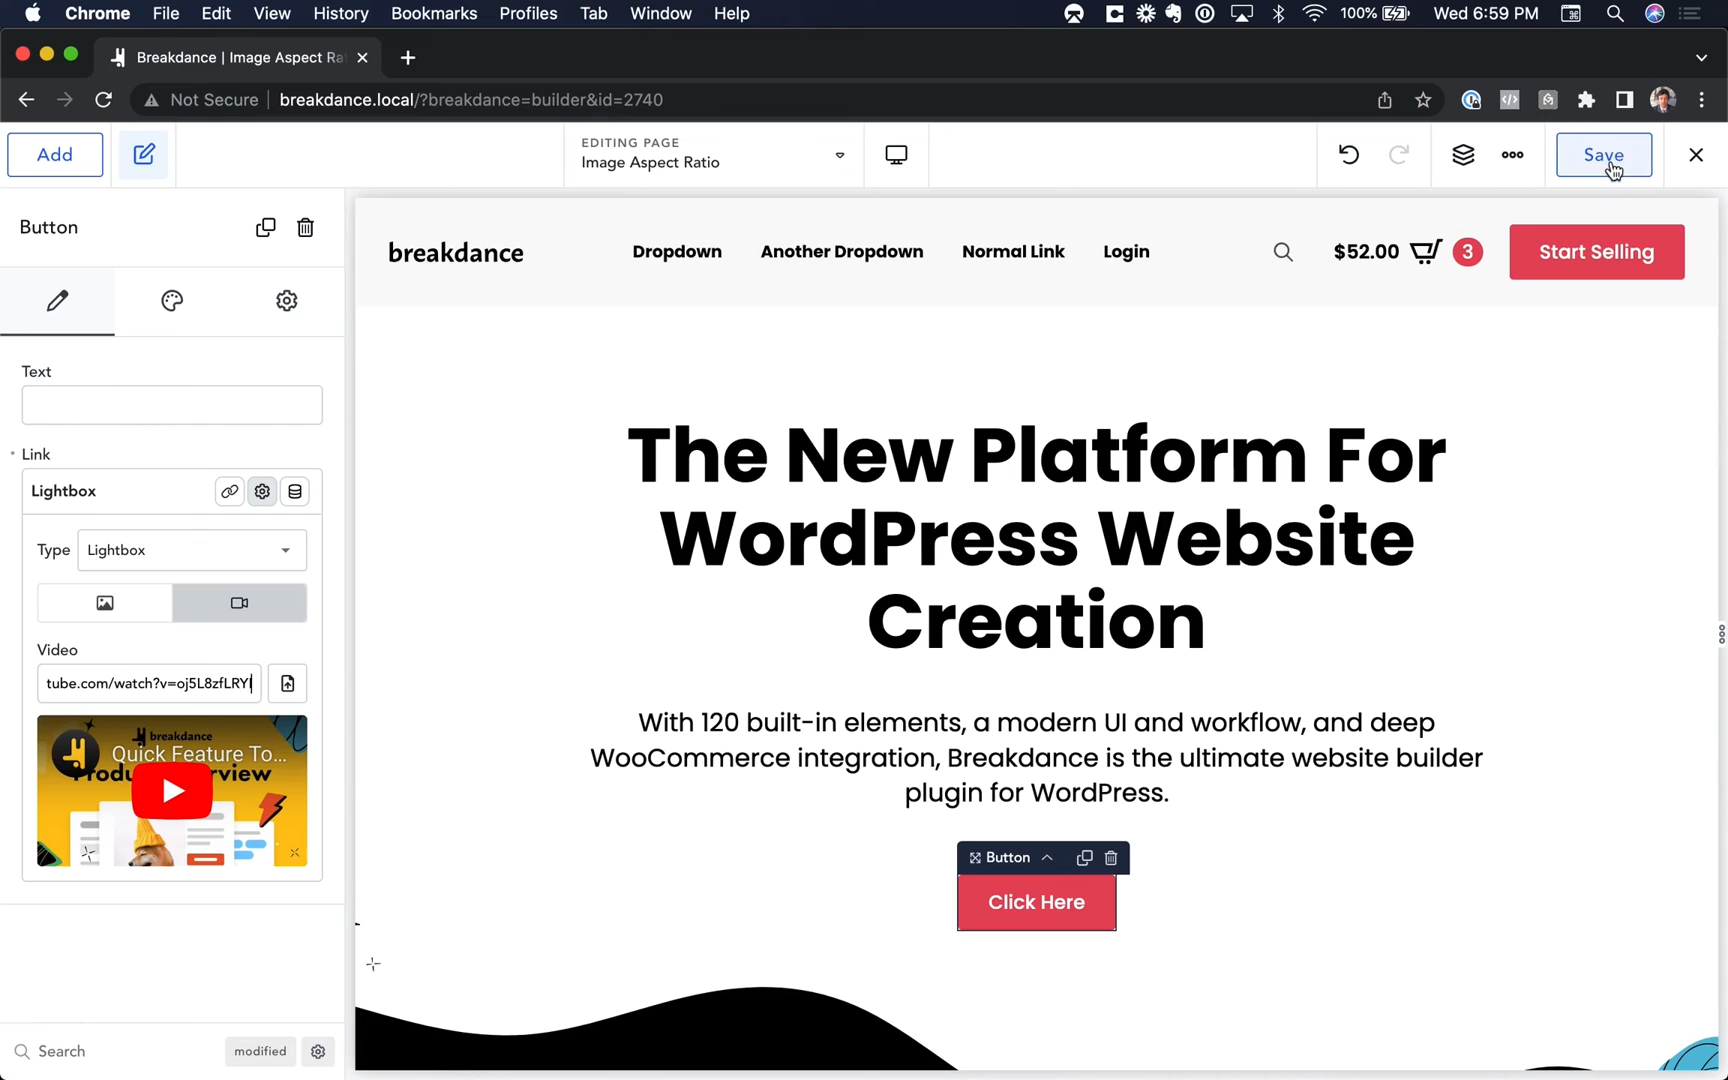 Chrome File Edit View History Bookmarks Profiles Tab Window Help 100% Wed 6:59 PM
Breakdance | Image Aspect Ra
Not Secure breakdance.local/?breakdance=builder&id=2740
Add
EDITING PAGE
Image Aspect Ratio
Save
Button
Text
Link
Lightbox
Type Lightbox
Video
tube.com/watch?v=oj5L8zfLRYI
breakdance
Quick Feature To...
breakdance Dropdown Another Dropdown Normal Link Login $52.00 3 Start Selling
The New Platform For
WordPress Website
Creation
With 120 built-in elements, a modern UI and workflow, and deep
WooCommerce integration, Breakdance is the ultimate website builder
plugin for WordPress.
Button
Click Here
Search modified